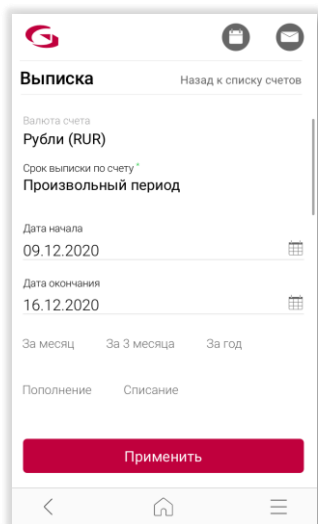 Выписка
Назад к списку счетов
Валюта счета
Рубли (RUR)
Срок выписки по счету *
Произвольный период
Дата начала
09.12.2020
Дата окончания
16.12.2020
За месяц За 3 месяца За год
Пополнение Списание
Применить